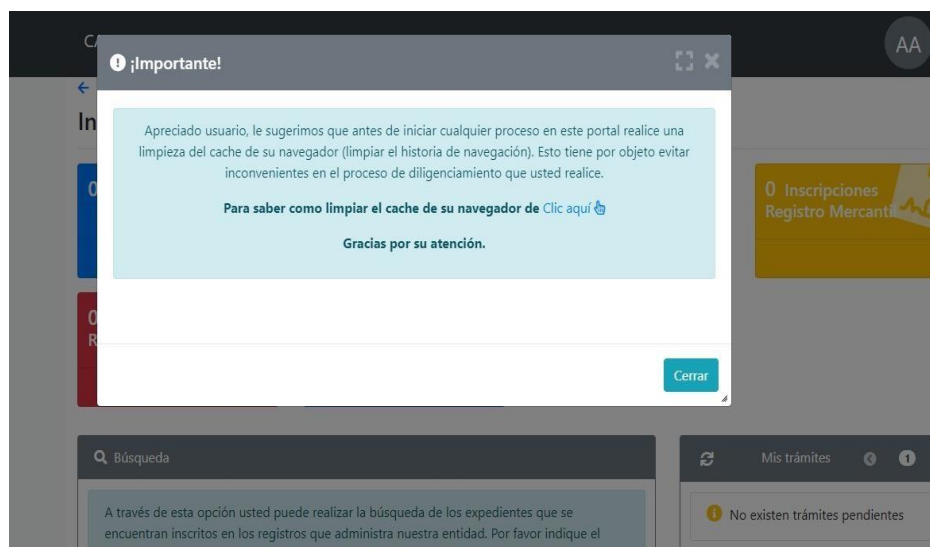 AA
¡Importante!
In
Apreciado usuario, le sugerimos que antes de iniciar cualquier proceso en este portal realice una
limpieza del cache de su navegador (limpiar el historia de navegación). Esto tiene por objeto evitar
inconvenientes en el proceso de diligenciamiento que usted realice.
Para saber como limpiar el cache de su navegador de Clic aquí
Gracias por su atención.
0
0 Inscripciones
Registro Mercantil
0
R
Cerrar
Búsqueda
Mis trámites
1
A través de esta opción usted puede realizar la búsqueda de los expedientes que se
encuentran inscritos en los registros que administra nuestra entidad. Por favor indique el
No existen trámites pendientes